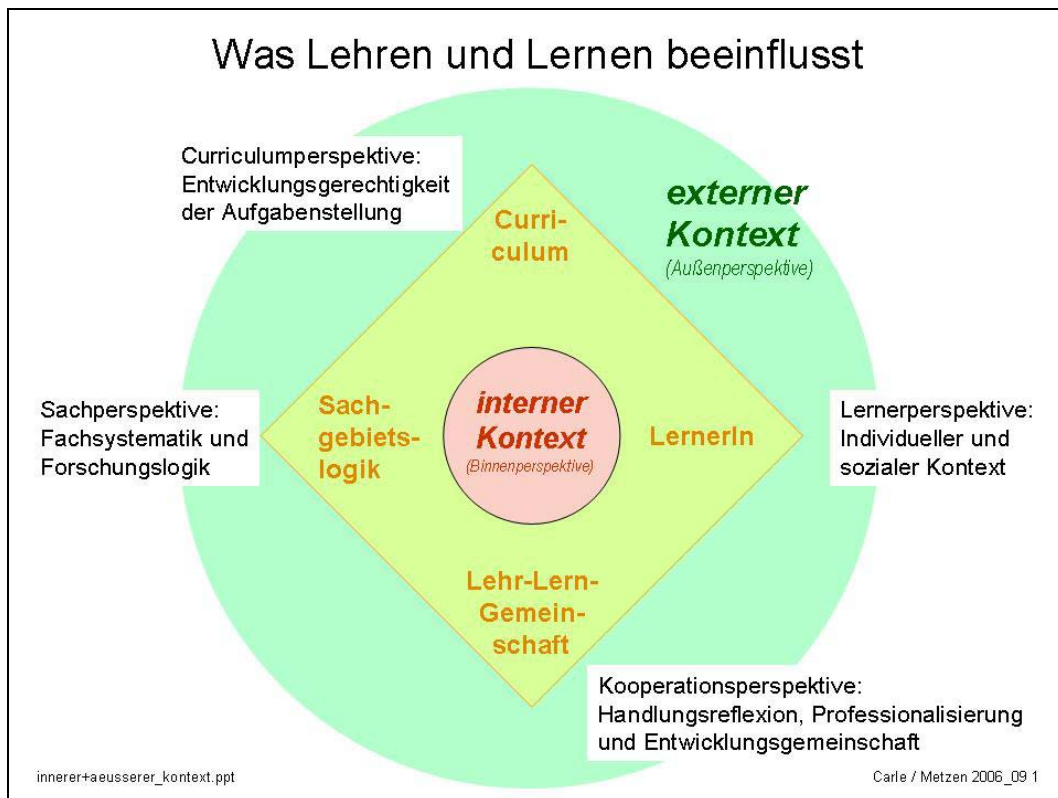 Was Lehren und Lernen beeinflusst
Curriculumperspektive:
Entwicklungsgerechtigkeit
der Aufgabenstellung
externer
Kontext
(Außenperspektive)
Curri-
culum
Sachperspektive:
Fachsystematik und
Forschungslogik
Sach-
gebiets-
logik
interner
Kontext
(Binnenperspektive)
LernerIn
Lernerperspektive:
Individueller und
sozialer Kontext
Lehr-Lern-
Gemein-
schaft
Kooperationsperspektive:
Handlungsreflexion, Professionalisierung
und Entwicklungsgemeinschaft
innerer+aeusserer_kontext.ppt
Carle / Metzen 2006_09 1